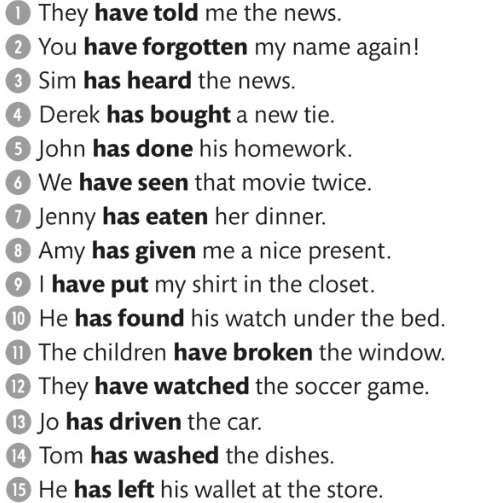 1 They have told me the news.
2 You have forgotten my name again!
3 Sim has heard the news.
4 Derek has bought a new tie.
5 John has done his homework.
6 We have seen that movie twice.
7 Jenny has eaten her dinner.
8 Amy has given me a nice present.
9 I have put my shirt in the closet.
10 He has found his watch under the bed.
11 The children have broken the window.
12 They have watched the soccer game.
13 Jo has driven the car.
14 Tom has washed the dishes.
15 He has left his wallet at the store.